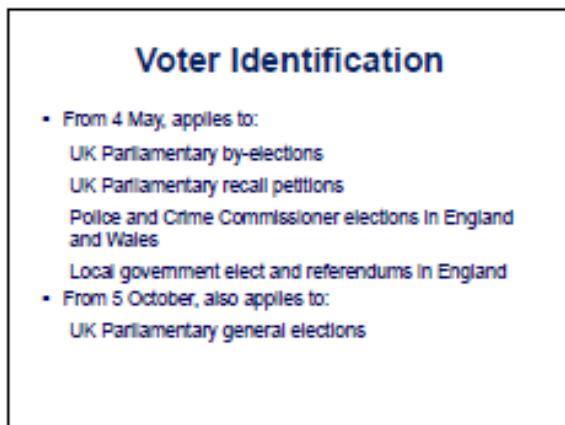 Voter Identification
▪ From 4 May, applies to:
UK Parliamentary by-elections
UK Parliamentary recall petitions
Police and Crime Commissioner elections in England
and Wales
Local government elect and referendums in England
▪ From 5 October, also applies to:
UK Parliamentary general elections